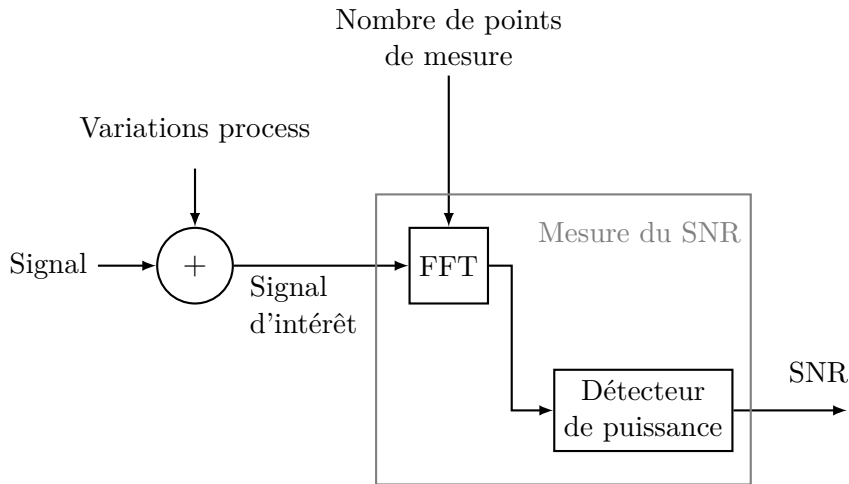 Nombre de points
de mesure
Variations process
Mesure du SNR
Signal
+
FFT
Signal
d'intérêt
SNR
Détecteur
de puissance